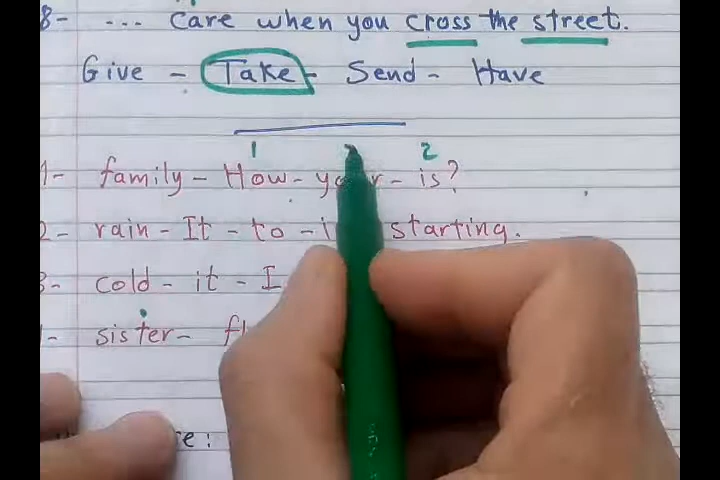 8- ... care when you cross the street.
Give - Take - Send - Have
1 2
1- family - How - your - is?
2- rain - It - to - starting.
3- cold - it - I
sister -